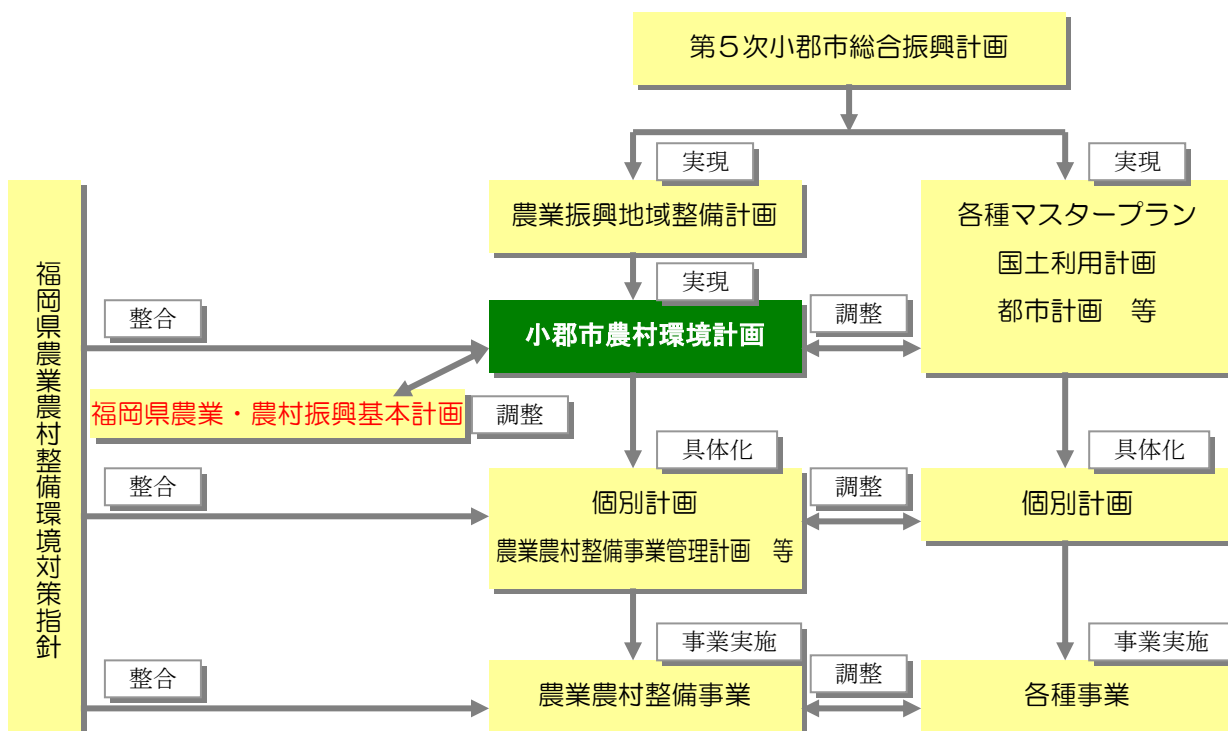 第５次小郡市総合振興計画
実現
実現
農業振興地域整備計画
各種マスタープラン
国土利用計画
都市計画　等
実現
福岡県農業農村整備環境対策指針
整合
小郡市農村環境計画
調整
福岡県農業・農村振興基本計画
調整
具体化
具体化
整合
個別計画
農業農村整備事業管理計画　等
調整
個別計画
事業実施
事業実施
整合
農業農村整備事業
調整
各種事業